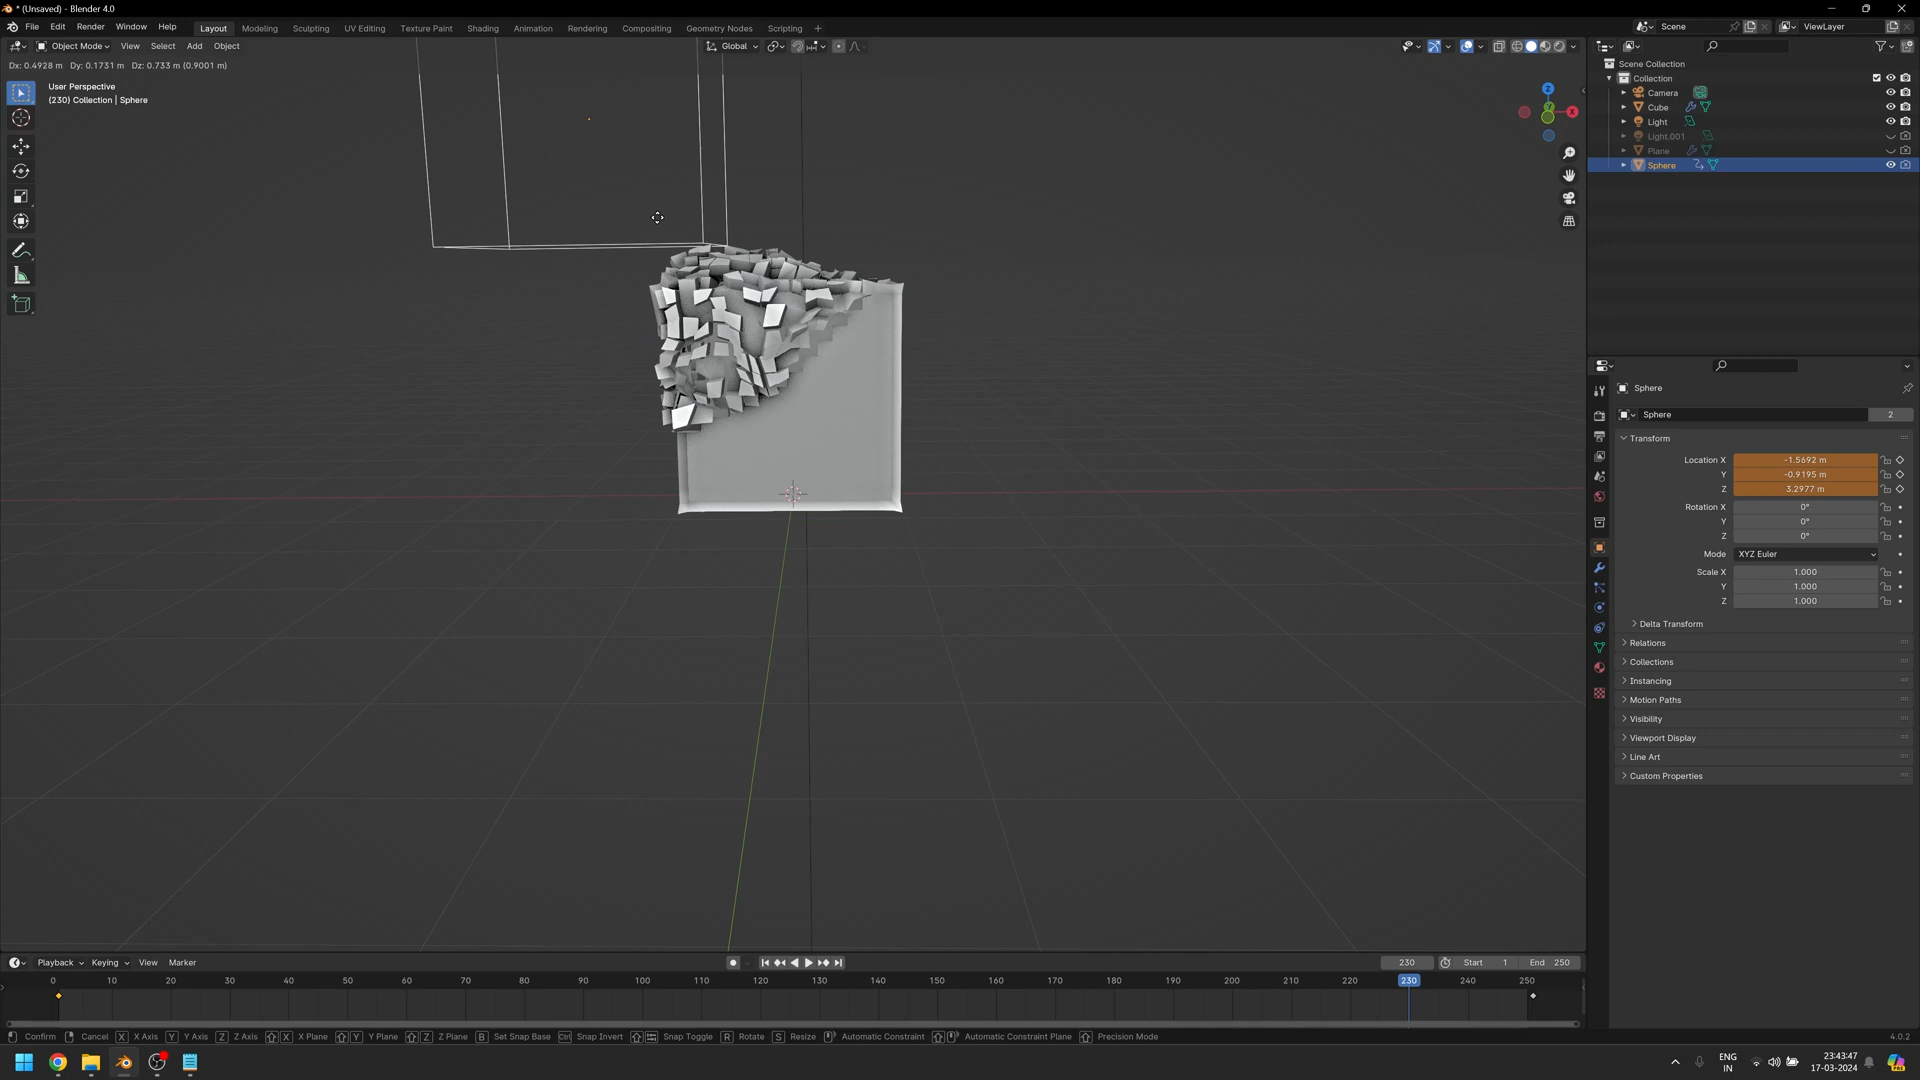 * (Unsaved) - Blender 4.0
File Edit Render Window Help
Layout Modeling Sculpting UV Editing Texture Paint Shading Animation Rendering Compositing Geometry Nodes Scripting +
Scene
ViewLayer
Object Mode View Select Add Object
Global
Dx: 0.4928 m Dy: 0.1731 m Dz: 0.733 m (0.9001 m)
User Perspective
(230) Collection | Sphere
Z
X
Scene Collection
Collection
Camera
Cube
Light
Light.001
Plane
Sphere
Sphere
Sphere 2
Transform
Location X -1.5692 m
Y -0.9195 m
Z 3.2977 m
Rotation X 0°
Y 0°
Z 0°
Mode XYZ Euler
Scale X 1.000
Y 1.000
Z 1.000
Delta Transform
Relations
Collections
Instancing
Motion Paths
Visibility
Viewport Display
Line Art
Custom Properties
Playback Keying View Marker
230 Start 1 End 250
0 10 20 30 40 50 60 70 80 90 100 110 120 130 140 150 160 170 180 190 200 210 220 230 240 250
Confirm Cancel X X Axis Y Y Axis Z Z Axis X X Plane Y Y Plane Z Z Plane B Set Snap Base Ctrl Snap Invert Snap Toggle R Rotate S Resize Automatic Constraint Automatic Constraint Plane Precision Mode
4.0.2
ENG
IN
23:43:47
17-03-2024